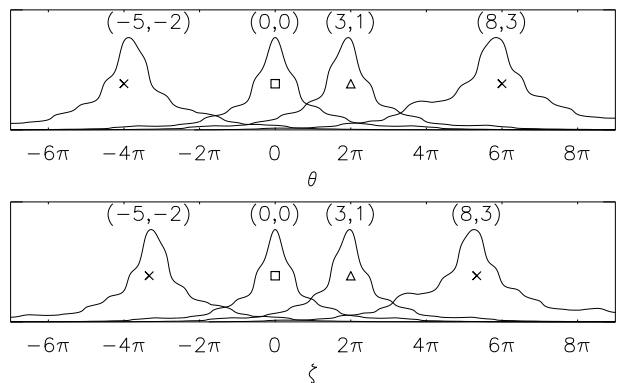 (−5,−2) (0,0) (3,1) (8,3)
−6π −4π −2π 0 2π 4π 6π 8π
θ
(−5,−2) (0,0) (3,1) (8,3)
−6π −4π −2π 0 2π 4π 6π 8π
ζ